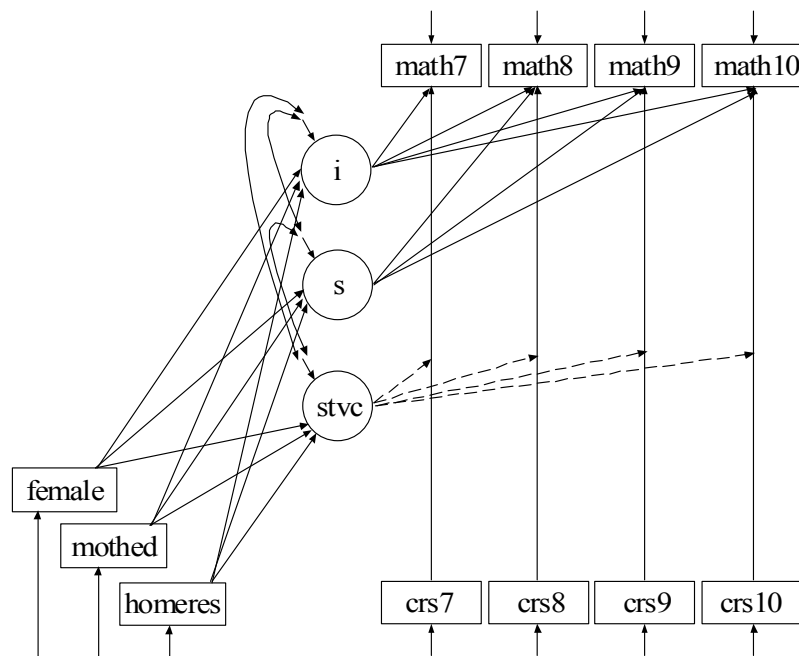 math7 math8 math9 math10
i
s
stvc
female
mothed
homeres crs7 crs8 crs9 crs10